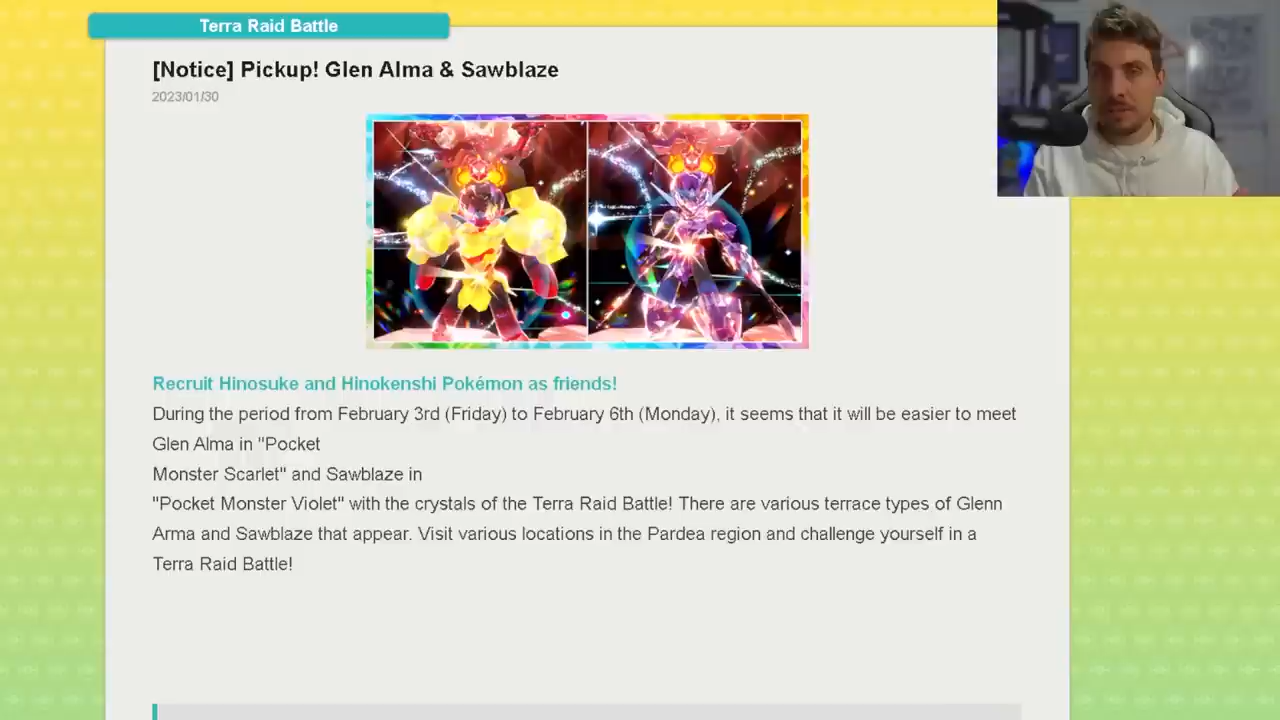 Terra Raid Battle
[Notice] Pickup! Glen Alma & Sawblaze
2023/01/30
Recruit Hinosuke and Hinokenshi Pokémon as friends!
During the period from February 3rd (Friday) to February 6th (Monday), it seems that it will be easier to meet
Glen Alma in "Pocket
Monster Scarlet" and Sawblaze in
"Pocket Monster Violet" with the crystals of the Terra Raid Battle! There are various terrace types of Glenn
Arma and Sawblaze that appear. Visit various locations in the Pardea region and challenge yourself in a
Terra Raid Battle!